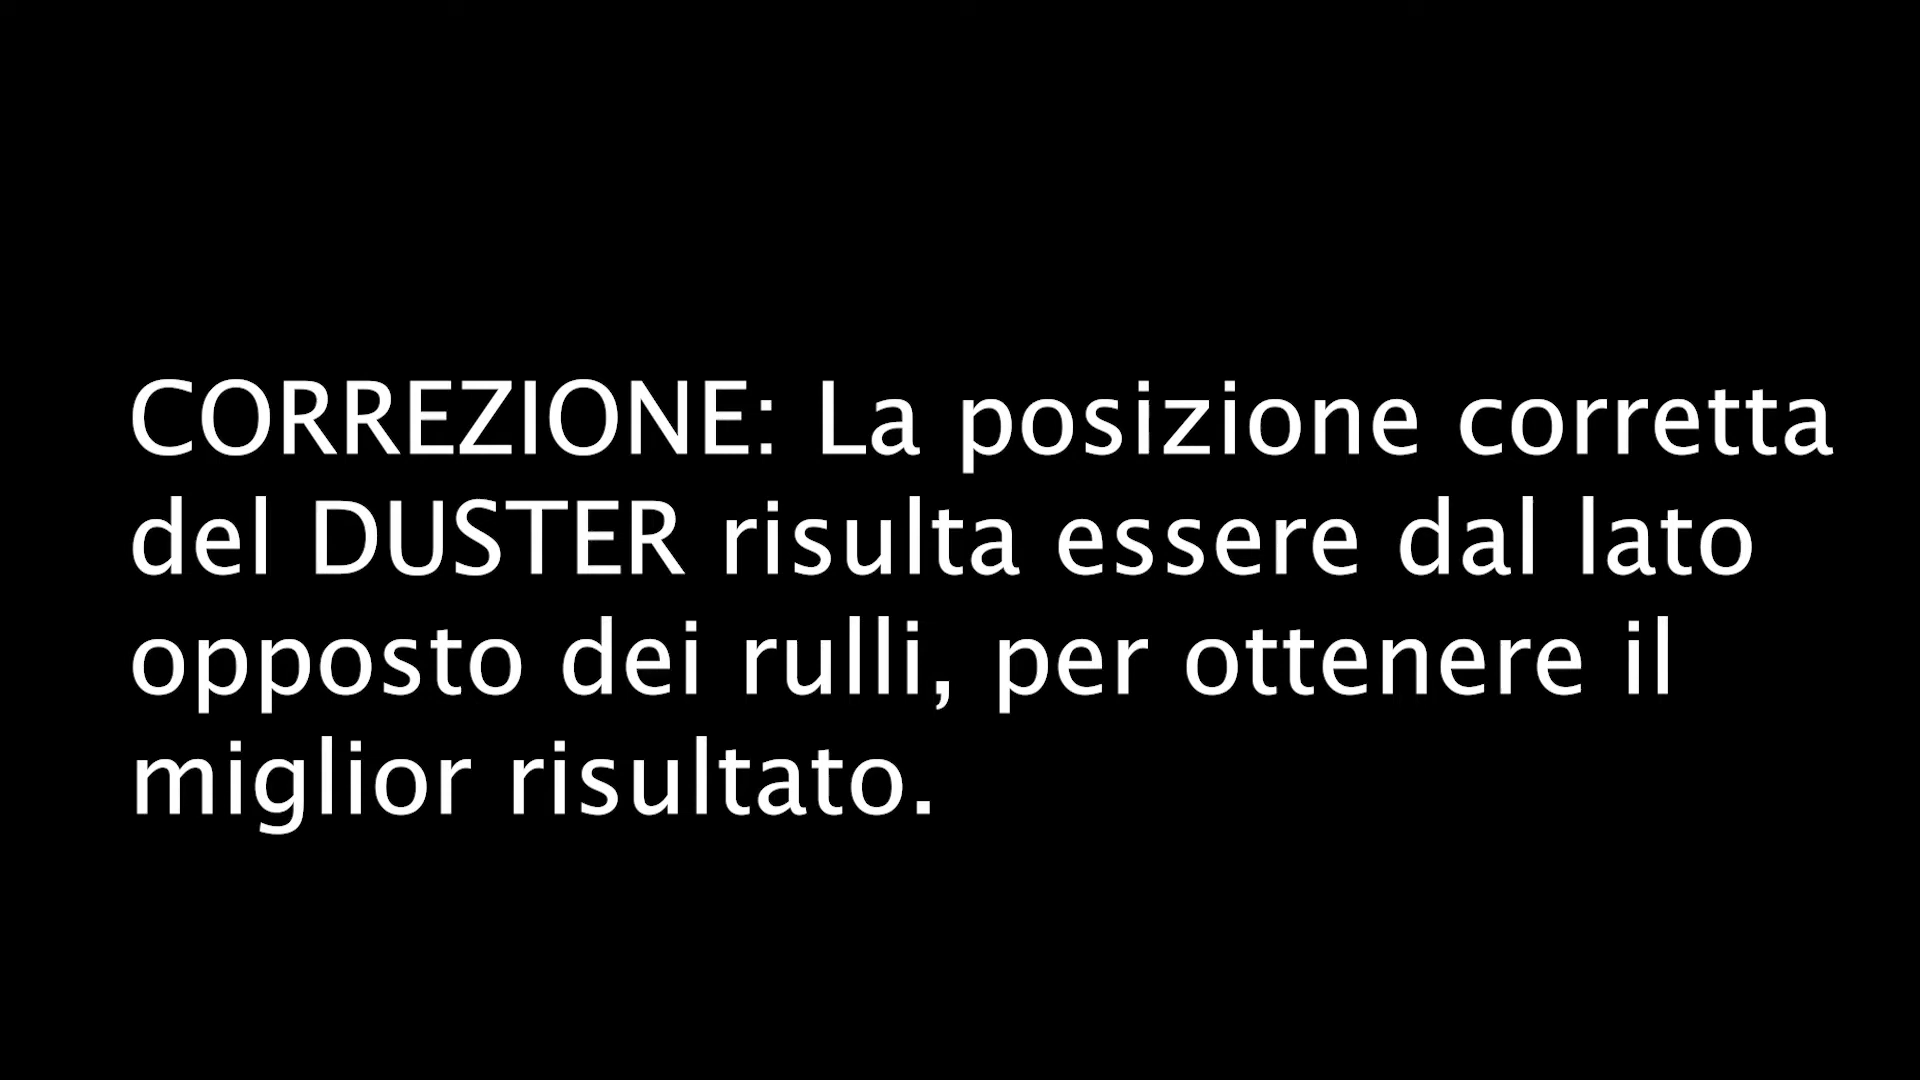 CORREZIONE: La posizione corretta
del DUSTER risulta essere dal lato
opposto dei rulli, per ottenere il
miglior risultato.